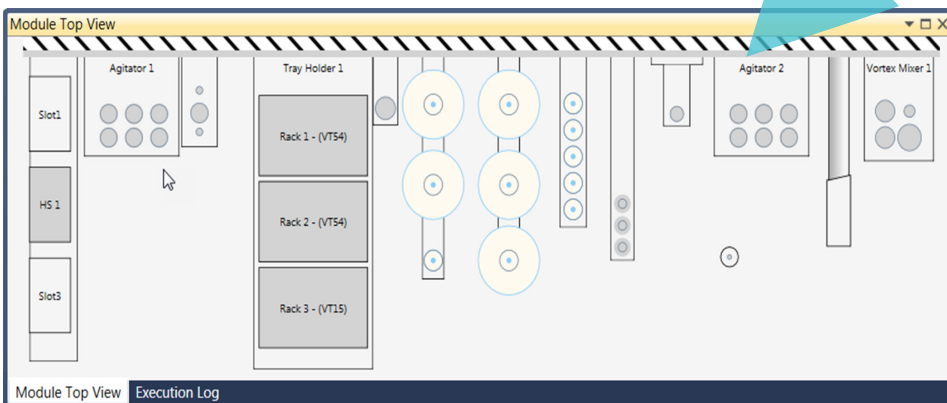 Module Top View
Agitator 1
Tray Holder 1
Agitator 2
Vortex Mixer 1
Slot1
Rack 1 - (VT54)
HS 1
Rack 2 - (VT54)
Slot3
Rack 3 - (VT15)
Module Top View Execution Log